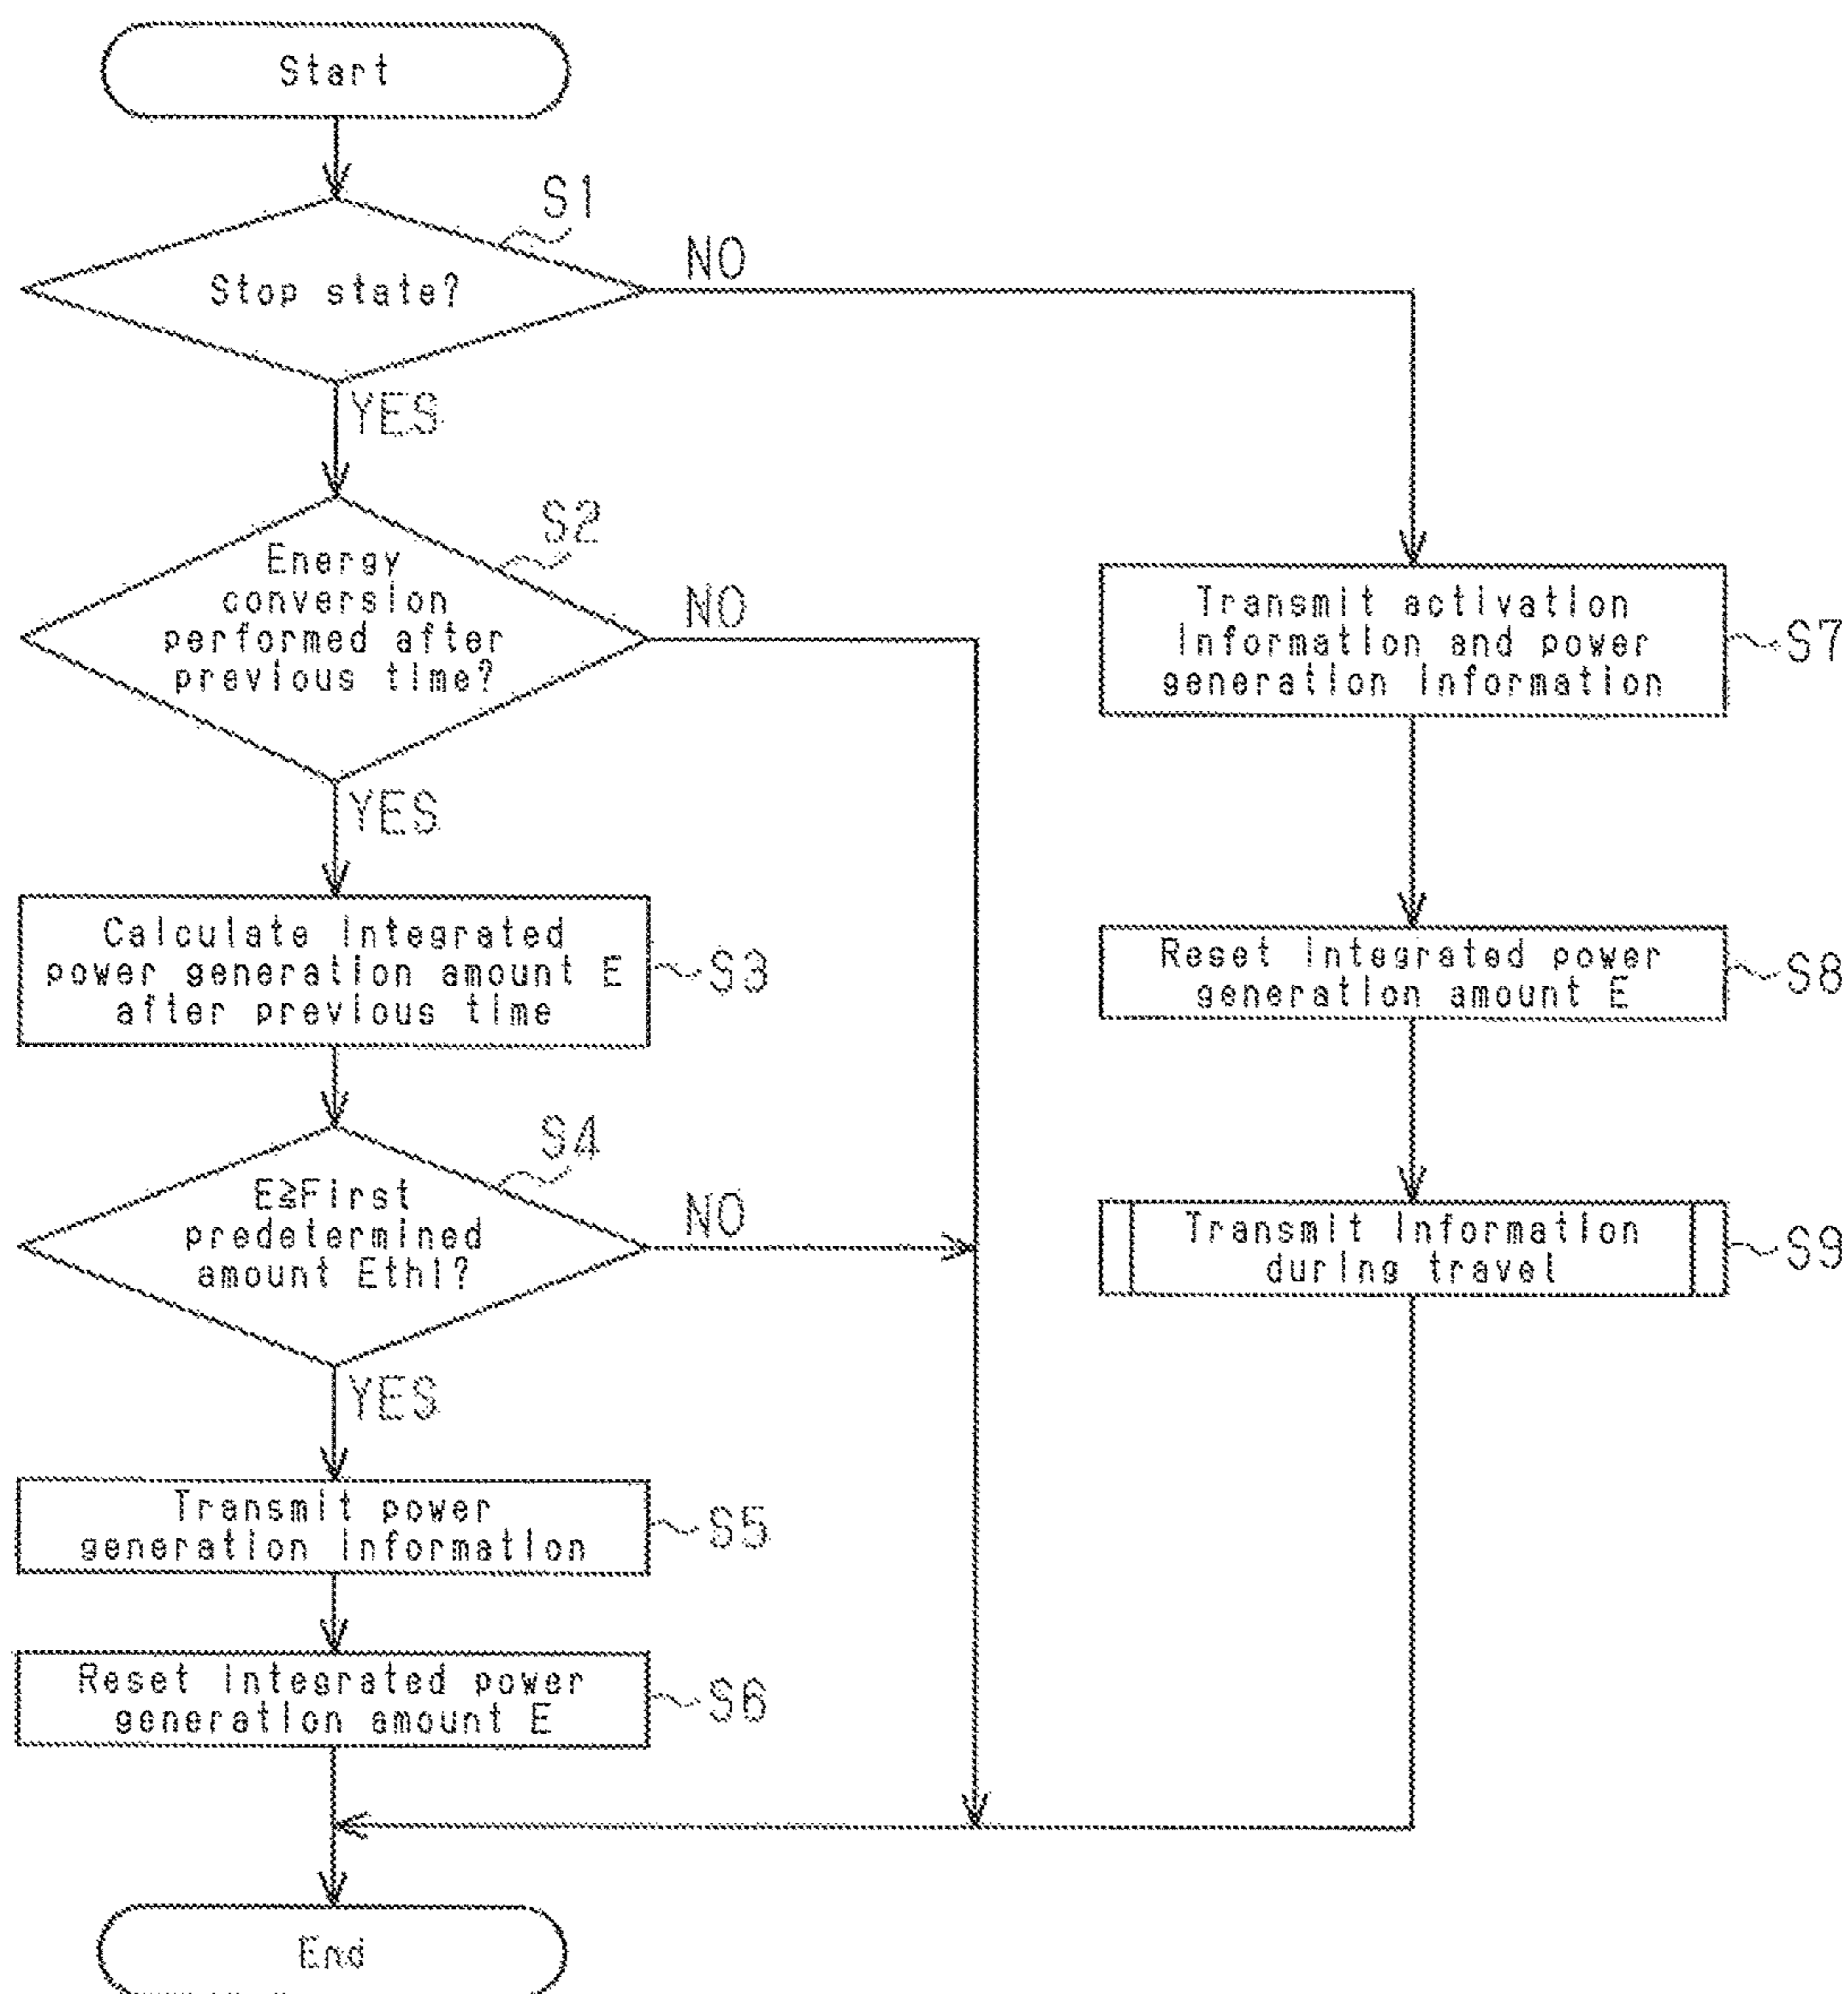 Start
S1
Stop state?
NO
YES
S2
Energy
conversion
performed after
previous time?
NO
YES
Calculate integrated
power generation amount E
after previous time
S3
S4
E≧First
predetermined
amount Eth1?
NO
YES
Transmit power
generation information
S5
Reset integrated power
generation amount E
S6
Transmit activation
information and power
generation information
S7
Reset integrated power
generation amount E
S8
Transmit information
during travel
S9
End